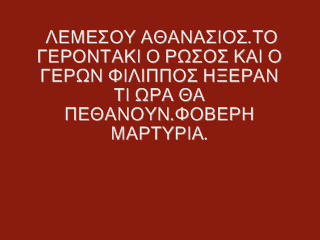 ΛΕΜΕΣΟΥ ΑΘΑΝΑΣΙΟΣ.ΤΟ
ΓΕΡΟΝΤΑΚΙ Ο ΡΩΣΟΣ ΚΑΙ Ο
ΓΕΡΩΝ ΦΙΛΙΠΠΟΣ ΗΞΕΡΑΝ
ΤΙ ΩΡΑ ΘΑ
ΠΕΘΑΝΟΥΝ.ΦΟΒΕΡΗ
ΜΑΡΤΥΡΙΑ.